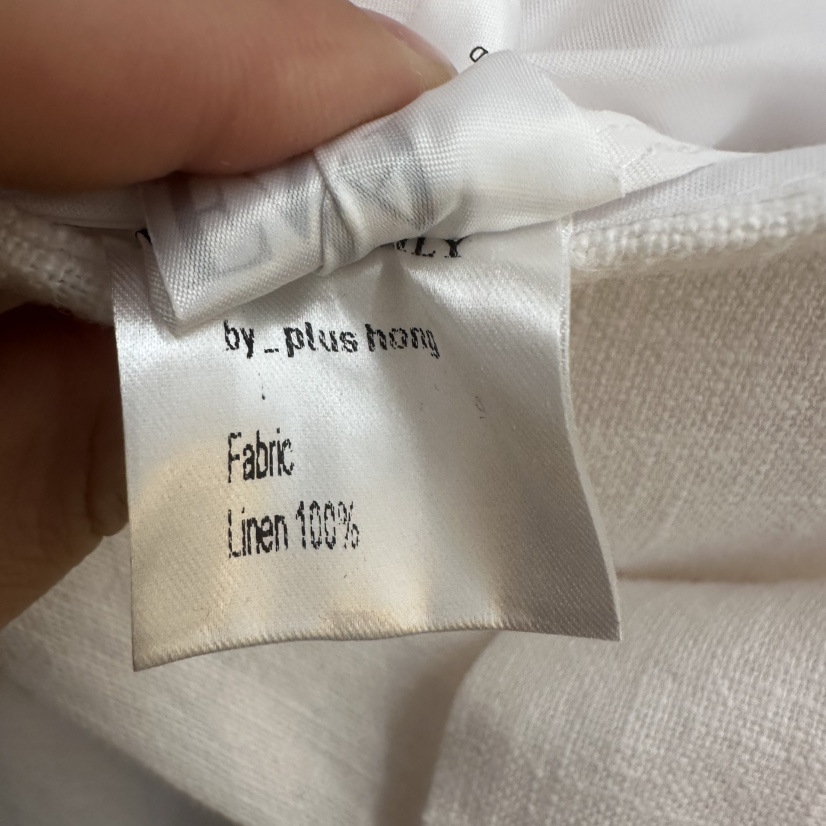 by_plus hong
Fabric
Linen 100%